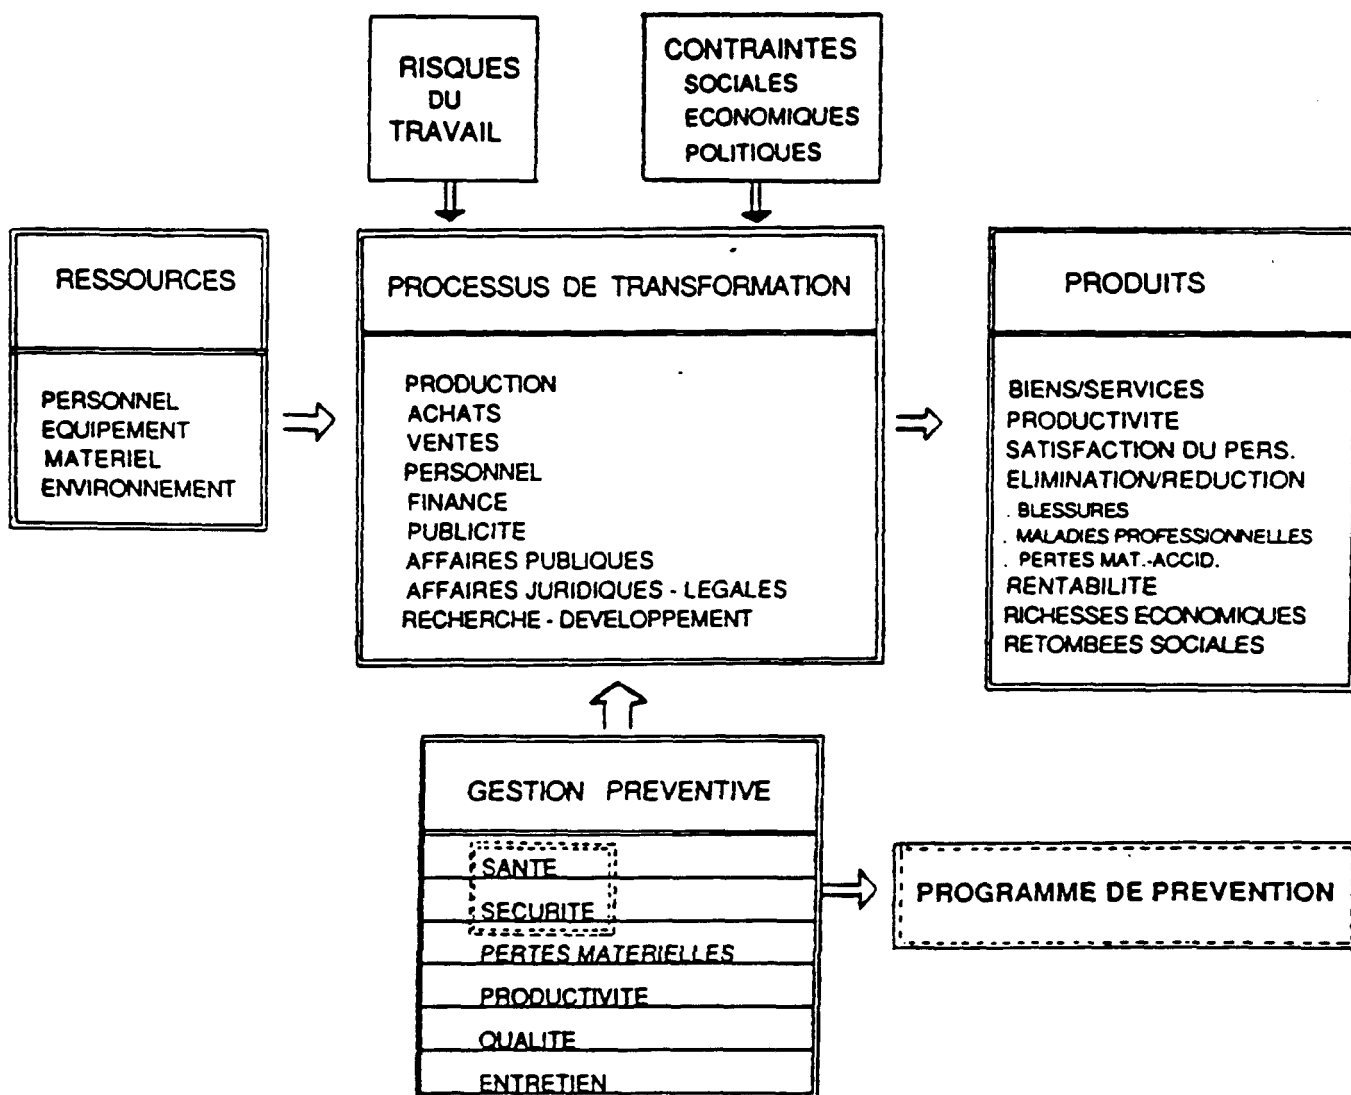 RISQUES
DU
TRAVAIL
CONTRAINTES
SOCIALES
ECONOMIQUES
POLITIQUES
RESSOURCES
PERSONNEL
EQUIPEMENT
MATERIEL
ENVIRONNEMENT
PROCESSUS DE TRANSFORMATION
PRODUCTION
ACHATS
VENTES
PERSONNEL
FINANCE
PUBLICITE
AFFAIRES PUBLIQUES
AFFAIRES JURIDIQUES - LEGALES
RECHERCHE - DEVELOPPEMENT
PRODUITS
BIENS/SERVICES
PRODUCTIVITE
SATISFACTION DU PERS.
ELIMINATION/REDUCTION
. BLESSURES
. MALADIES PROFESSIONNELLES
. PERTES MAT.-ACCID.
RENTABILITE
RICHESSES ECONOMIQUES
RETOMBEES SOCIALES
GESTION PREVENTIVE
SANTE
SECURITE
PERTES MATERIELLES
PRODUCTIVITE
QUALITE
ENTRETIEN
PROGRAMME DE PREVENTION